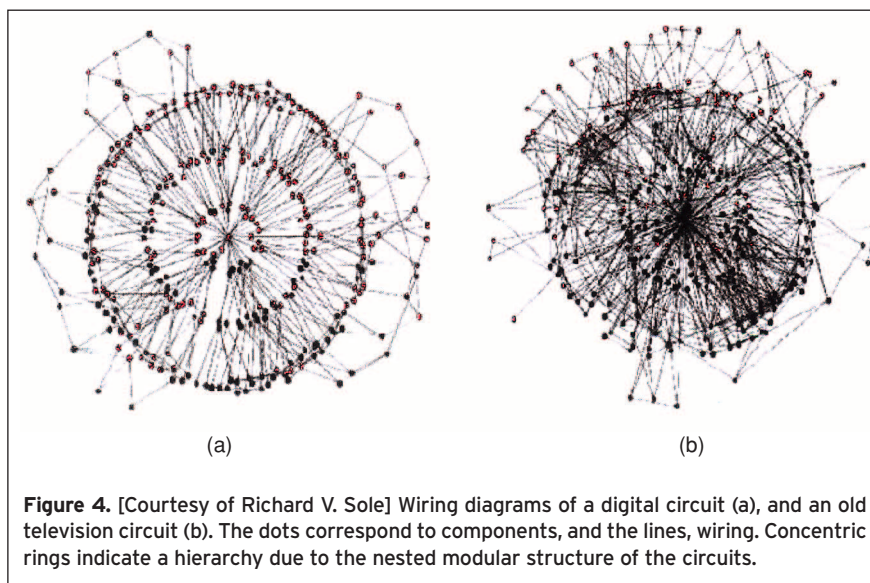 (a)
(b)
Figure 4. [Courtesy of Richard V. Sole] Wiring diagrams of a digital circuit (a), and an old
television circuit (b). The dots correspond to components, and the lines, wiring. Concentric
rings indicate a hierarchy due to the nested modular structure of the circuits.